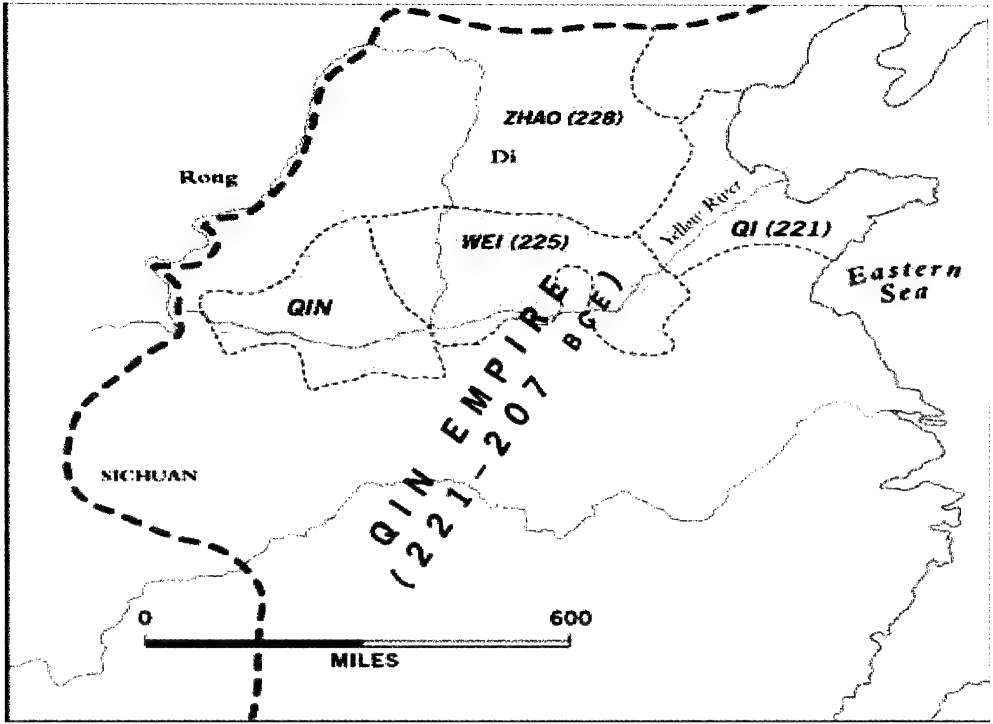 ZHAO (228)
Di
Rong
Yellow River
WEI (225)
QI (221)
Eastern
Sea
QIN
QIN EMPIRE
(221-207 BGE)
SICHUAN
0 600
MILES